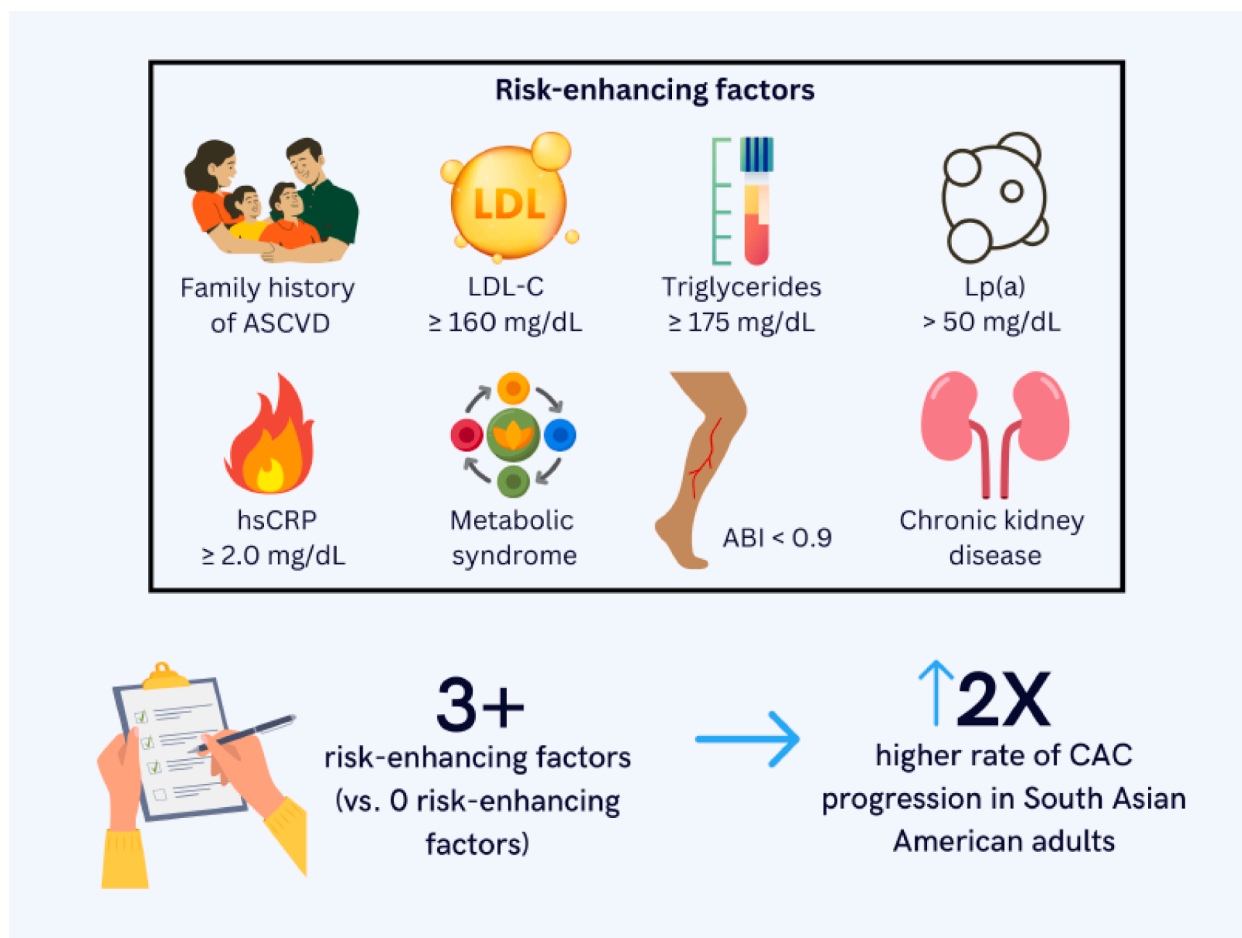 Risk-enhancing factors
LDL
Family history
of ASCVD
LDL-C
≥ 160 mg/dL
Triglycerides
≥ 175 mg/dL
Lp(a)
> 50 mg/dL
hsCRP
≥ 2.0 mg/dL
Metabolic
syndrome
ABI < 0.9
Chronic kidney
disease
3+
risk-enhancing factors
(vs. 0 risk-enhancing
factors)
2X
higher rate of CAC
progression in South Asian
American adults